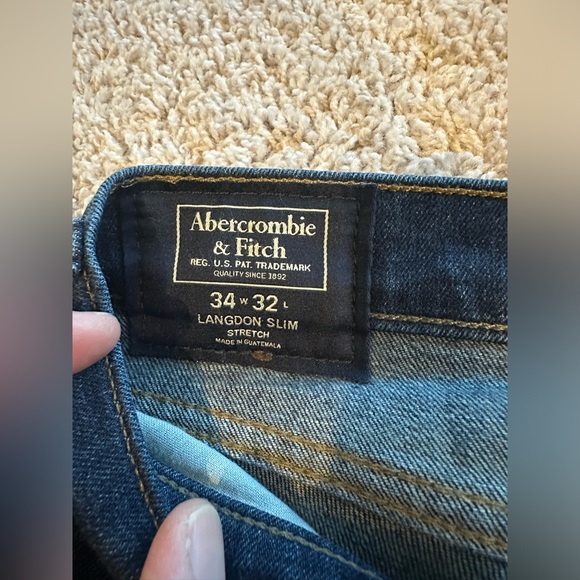 Abercrombie
& Fitch
REG. U.S. PAT. TRADEMARK
QUALITY SINCE 1892
34 W 32 L
LANGDON SLIM
STRETCH
MADE IN GUATEMALA